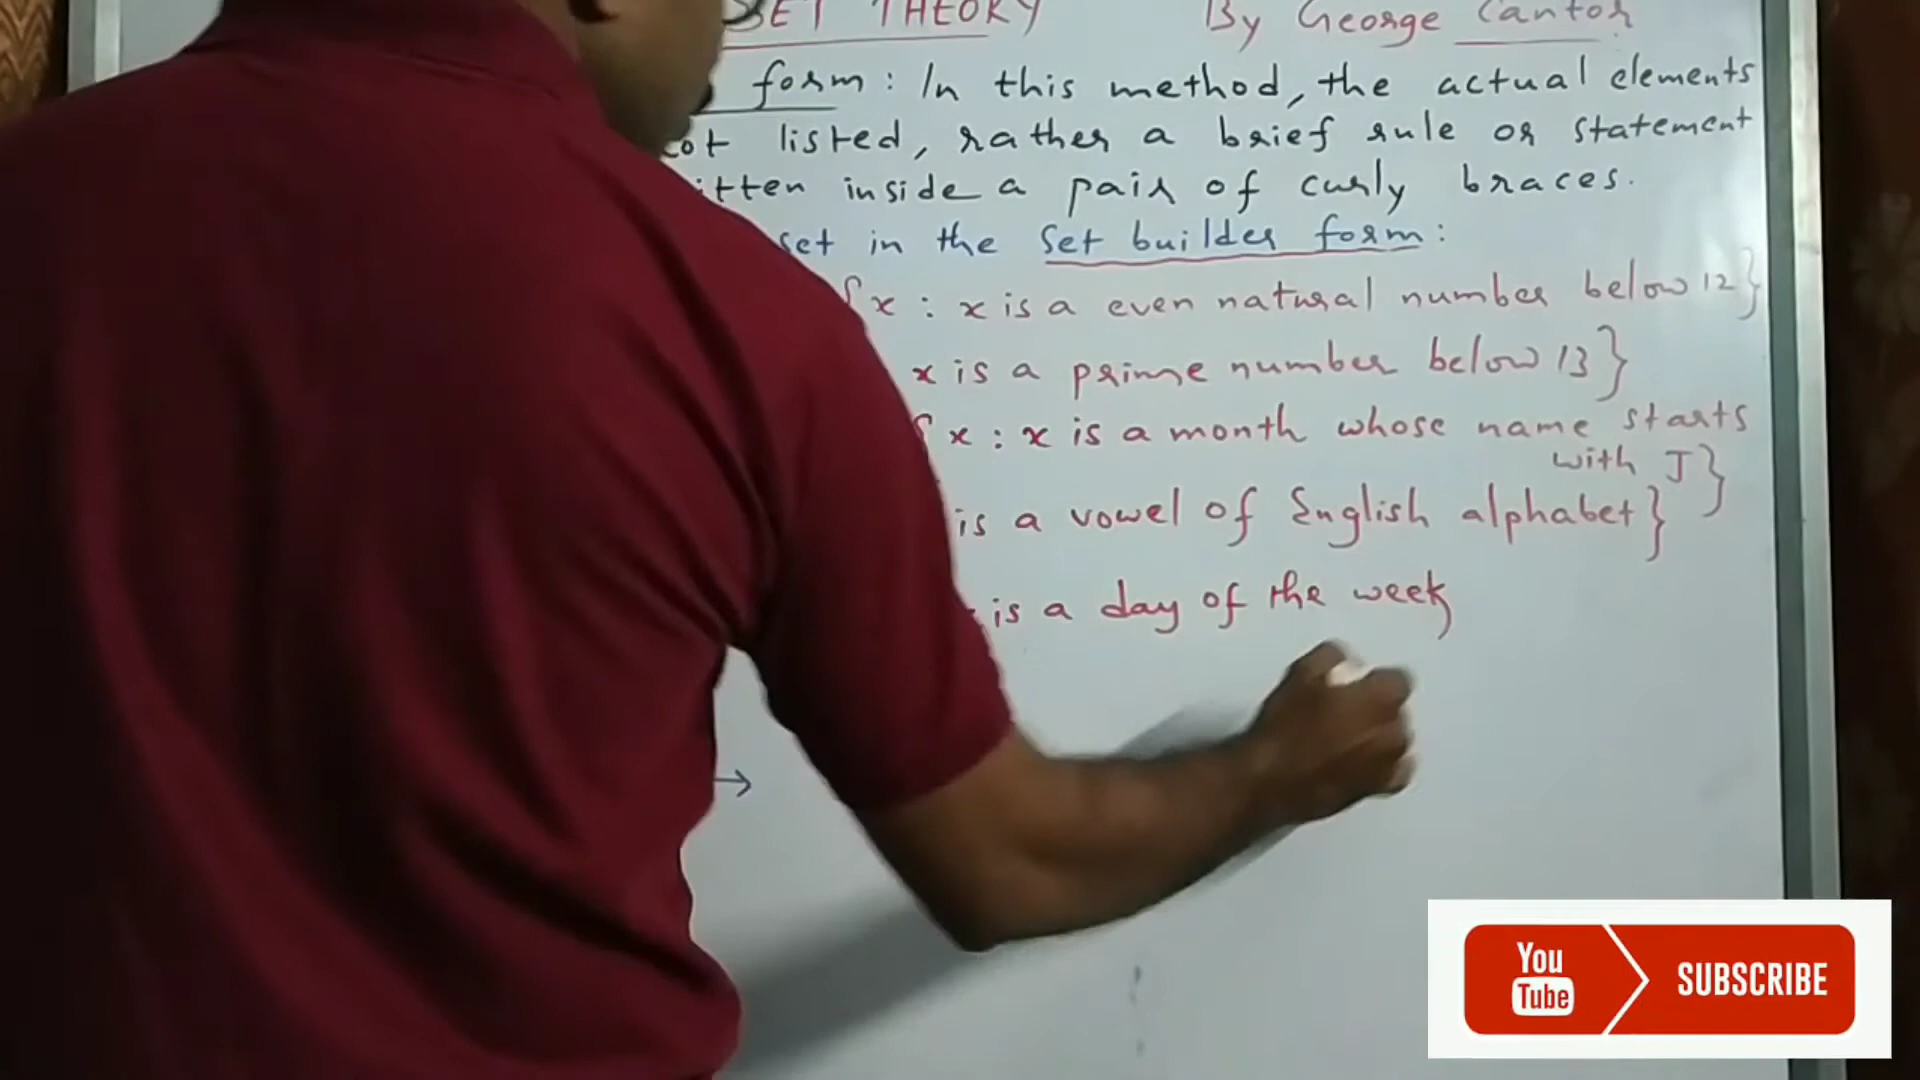 SET THEORY By George Cantor
form : In this method, the actual elements
listed, rather a brief rule or statement
inside a pair of curly braces.
set in the Set builder form :
{x : x is a even natural number below 12}
x is a prime number below 13}
{x : x is a month whose name starts
with J}
is a vowel of English alphabet}
is a day of the week
→
You
Tube
SUBSCRIBE